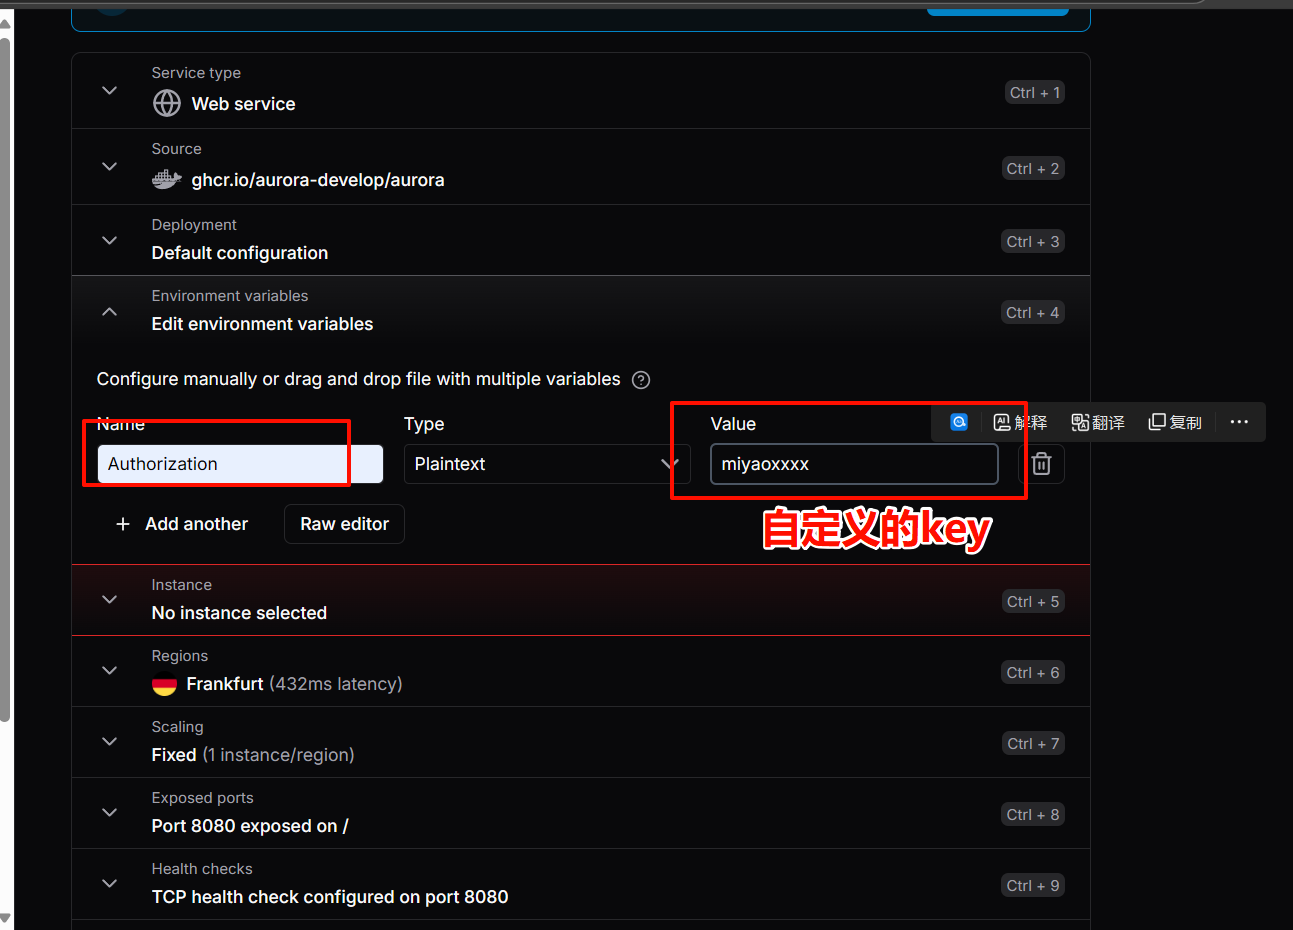 Service type
Web service
Ctrl + 1
Source
ghcr.io/aurora-develop/aurora
Ctrl + 2
Deployment
Default configuration
Ctrl + 3
Environment variables
Edit environment variables
Ctrl + 4
Configure manually or drag and drop file with multiple variables ?
Name
Type
Value
AI 解释
翻译
复制
Authorization
Plaintext
miyaoxxxx
Add another
Raw editor
自定义的key
Instance
No instance selected
Ctrl + 5
Regions
Frankfurt (432ms latency)
Ctrl + 6
Scaling
Fixed (1 instance/region)
Ctrl + 7
Exposed ports
Port 8080 exposed on /
Ctrl + 8
Health checks
TCP health check configured on port 8080
Ctrl + 9